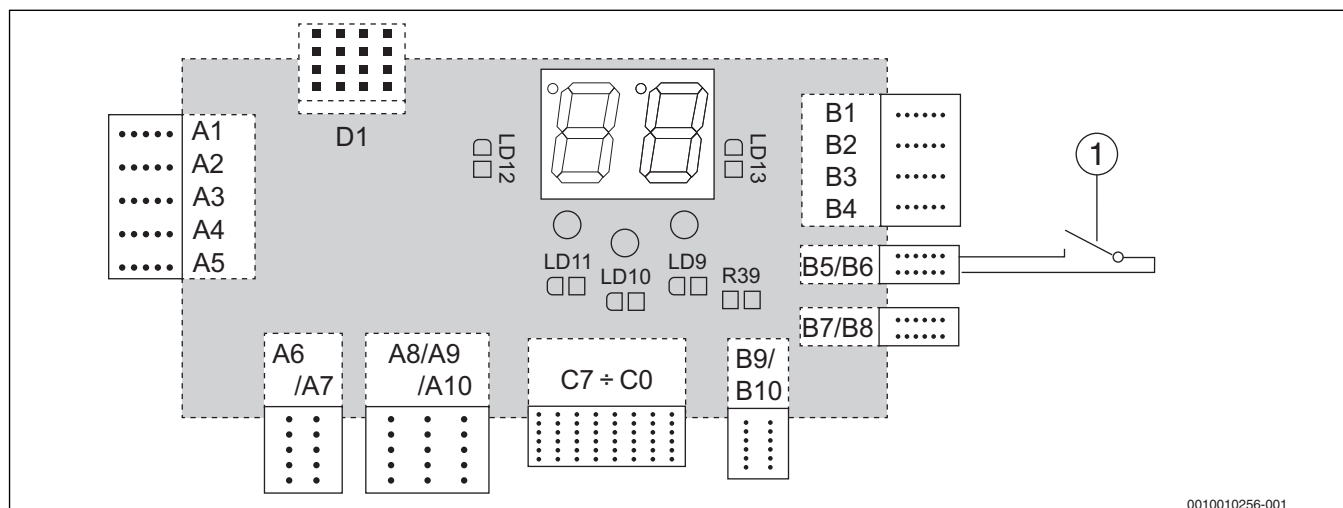 D1
A1
A2
A3
A4
A5
LD12
LD13
LD11
LD10
LD9
R39
B1
B2
B3
B4
B5/B6
B7/B8
1
A6
/A7
A8/A9
/A10
C7 ÷ C0
B9/
B10
0010010256-001